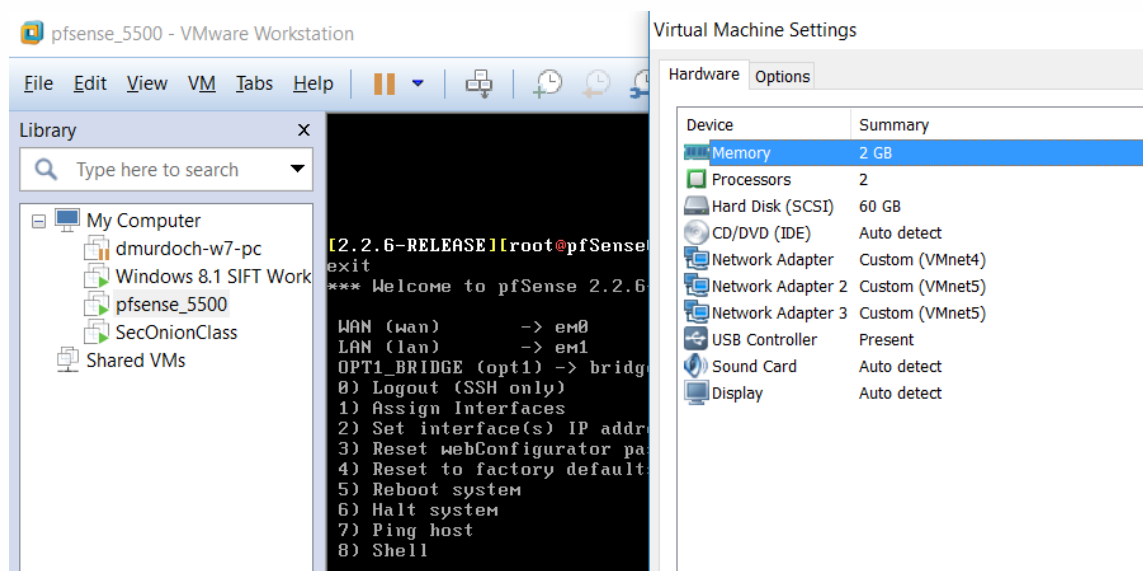 pfsense_5500 - VMware Workstation
File Edit View VM Tabs Help
Library x
Type here to search
My Computer
dmurdoch-w7-pc
Windows 8.1 SIFT Work
pfsense_5500
SecOnionClass
Shared VMs
[2.2.6-RELEASE][root@pfSense
exit
*** Welcome to pfSense 2.2.6-
WAN (wan) -> em0
LAN (lan) -> em1
OPT1_BRIDGE (opt1) -> bridg
0) Logout (SSH only)
1) Assign Interfaces
2) Set interface(s) IP addr
3) Reset webConfigurator pa
4) Reset to factory default
5) Reboot system
6) Halt system
7) Ping host
8) Shell
Virtual Machine Settings
Hardware Options
Device Summary
Memory 2 GB
Processors 2
Hard Disk (SCSI) 60 GB
CD/DVD (IDE) Auto detect
Network Adapter Custom (VMnet4)
Network Adapter 2 Custom (VMnet5)
Network Adapter 3 Custom (VMnet5)
USB Controller Present
Sound Card Auto detect
Display Auto detect